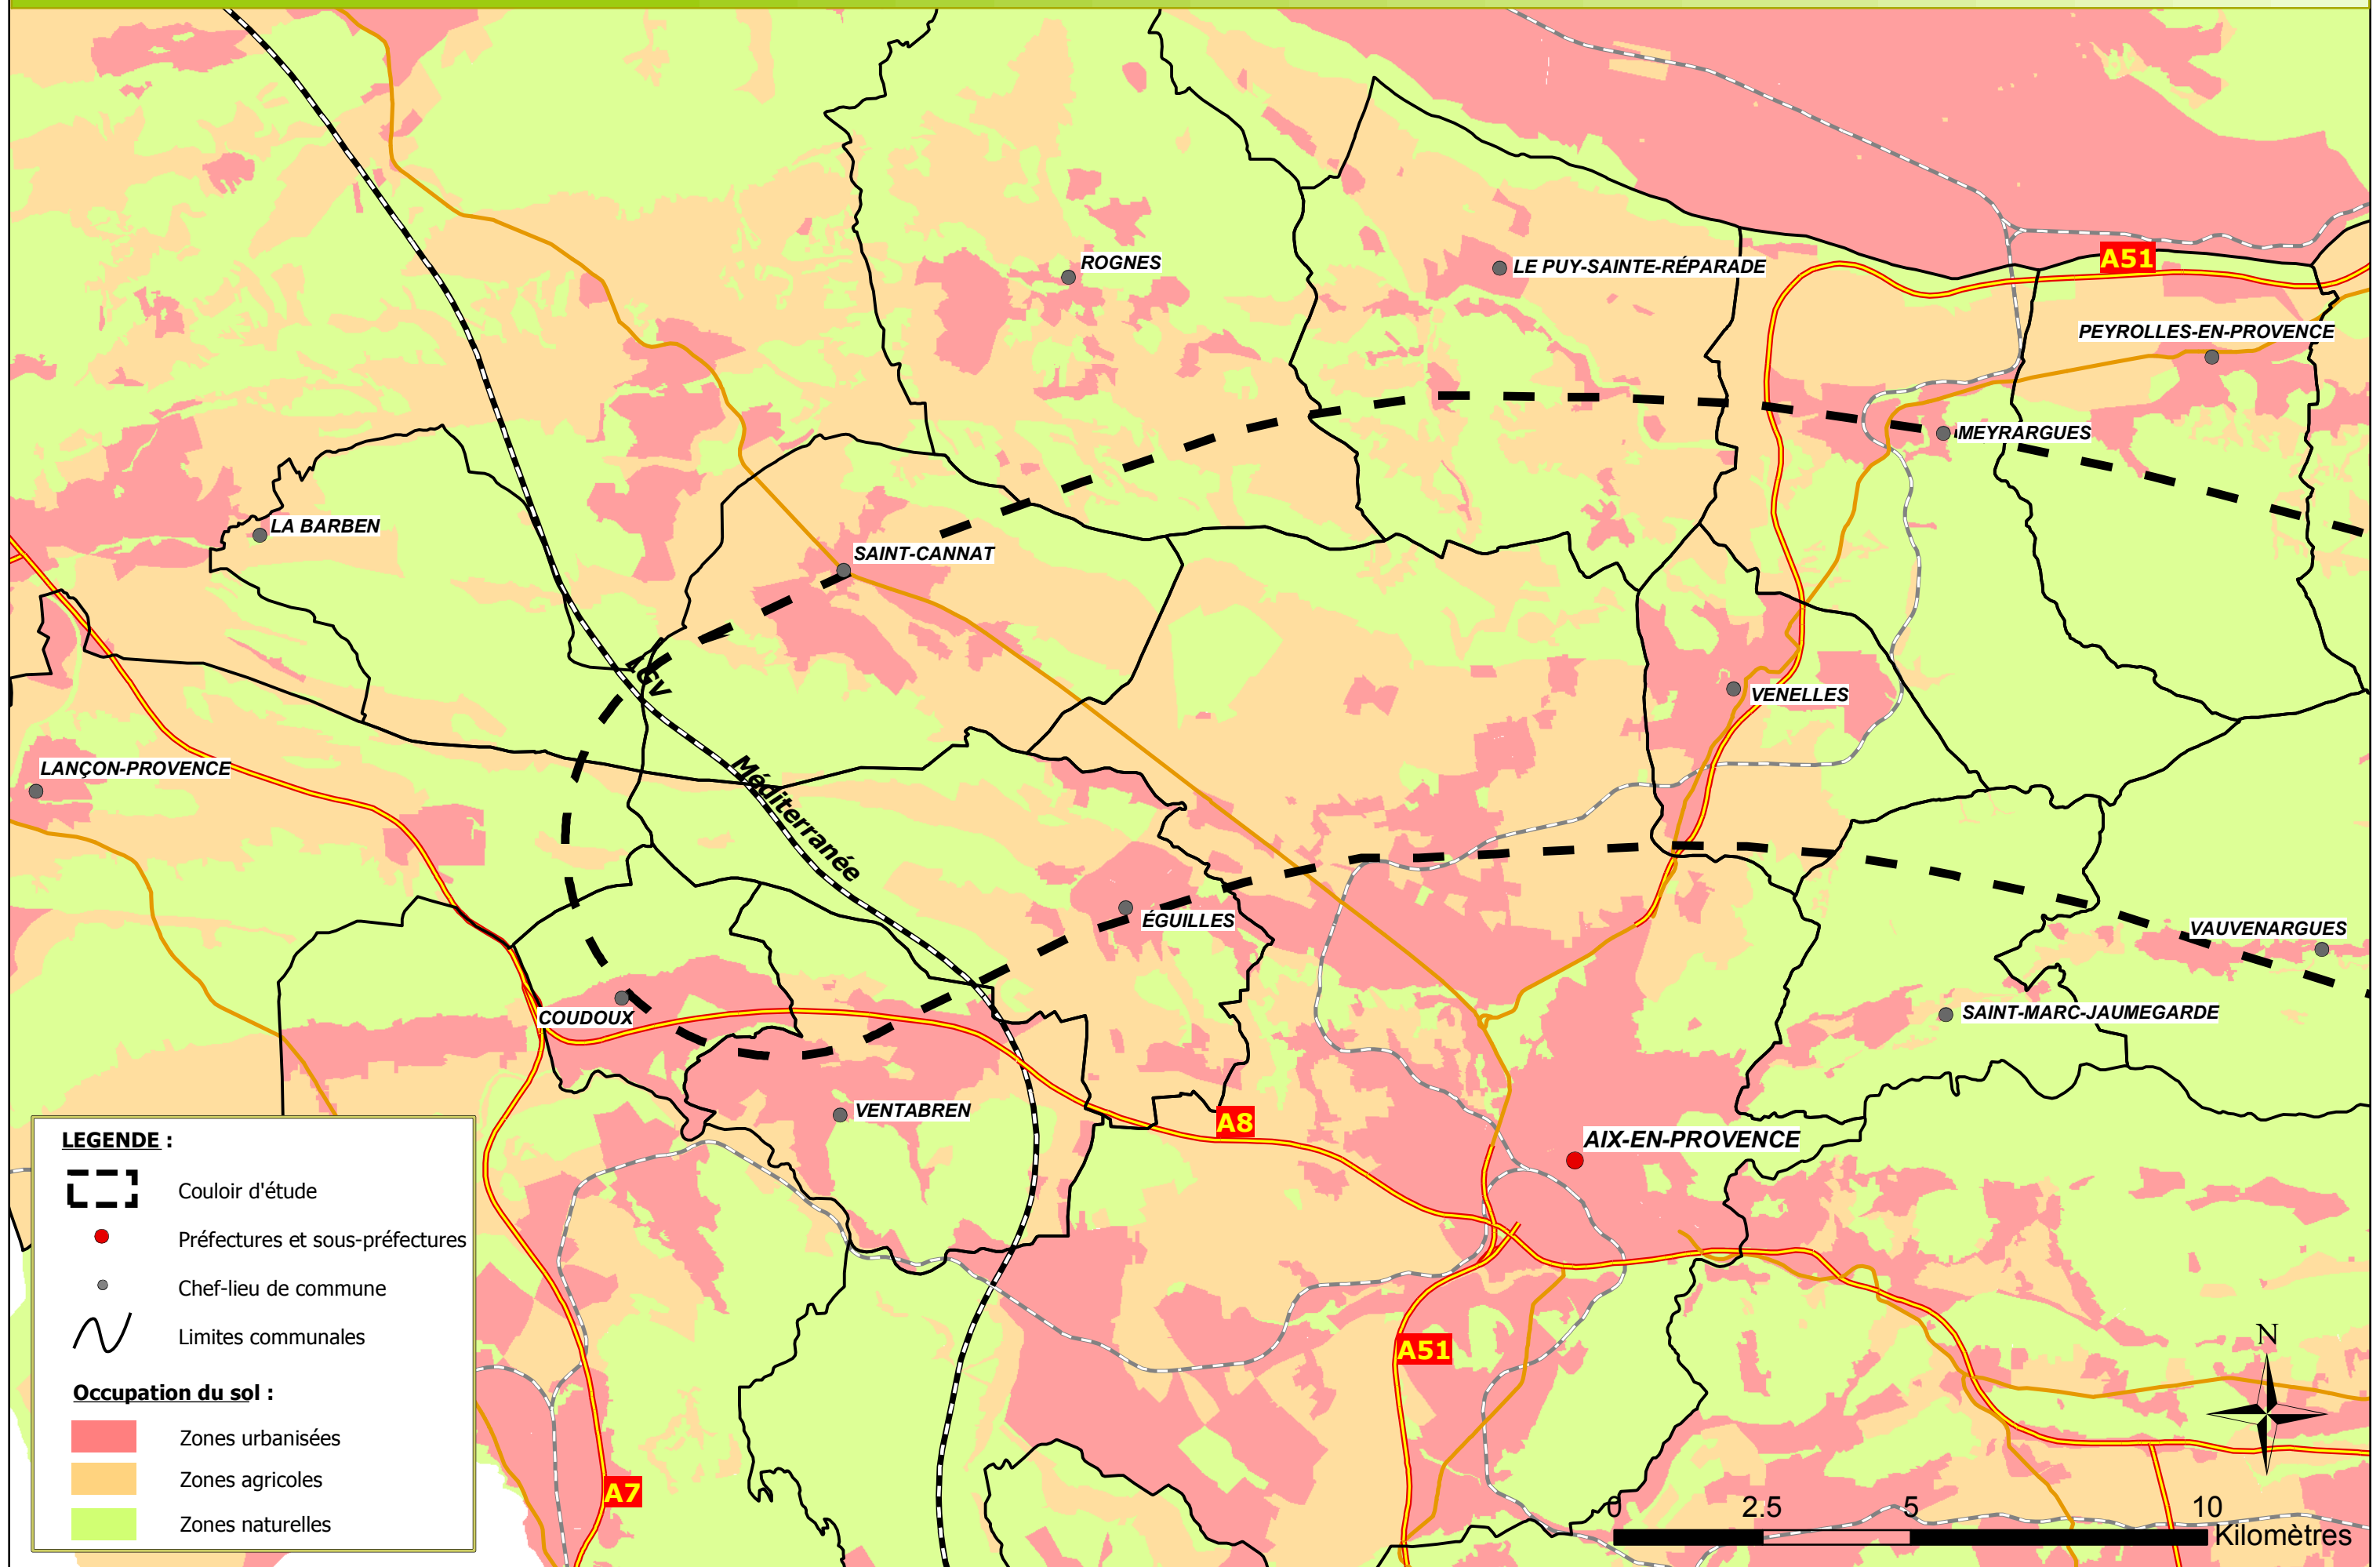 A51
ROGNES
LE PUY-SAINTE-RÉPARADE
PEYROLLES-EN-PROVENCE
MEYRARGUES
LA BARBEN
SAINT-CANNAT
LGV
Méditerranée
VENELLES
LANÇON-PROVENCE
ÉGUILLES
VAUVENARGUES
COUDOUX
SAINT-MARC-JAUMEGARDE
VENTABREN
A8
AIX-EN-PROVENCE
A51
A7
LEGENDE :
Couloir d'étude
Préfectures et sous-préfectures
Chef-lieu de commune
Limites communales
Occupation du sol :
Zones urbanisées
Zones agricoles
Zones naturelles
N
0 2.5 5 10
Kilomètres